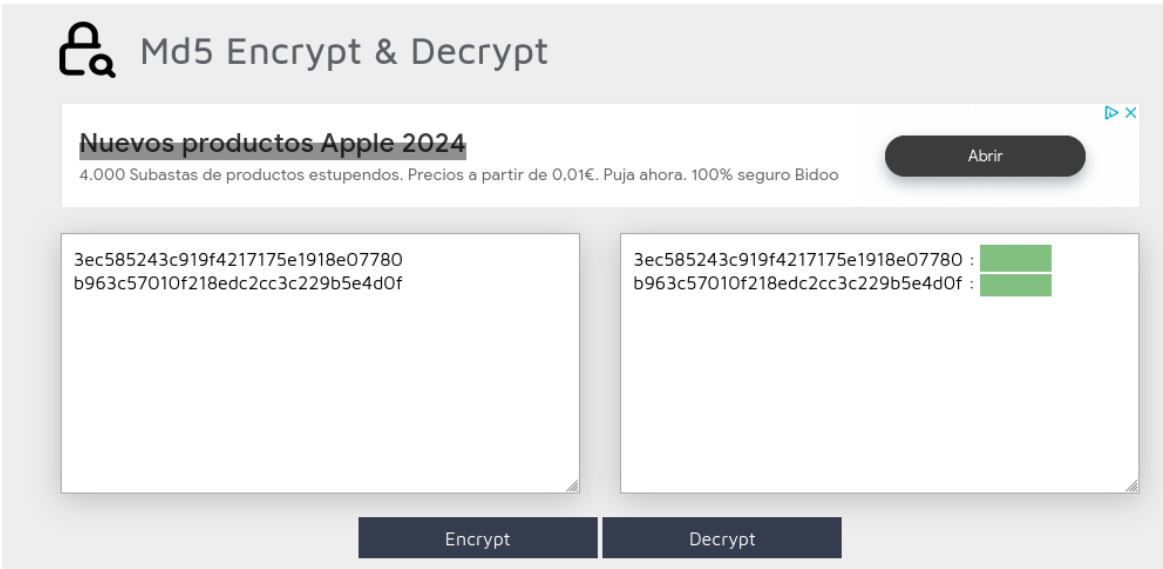 Md5 Encrypt & Decrypt
Nuevos productos Apple 2024
4.000 Subastas de productos estupendos. Precios a partir de 0,01€. Puja ahora. 100% seguro Bidoo
Abrir
3ec585243c919f4217175e1918e07780
b963c57010f218edc2cc3c229b5e4d0f
3ec585243c919f4217175e1918e07780 :
b963c57010f218edc2cc3c229b5e4d0f :
Encrypt
Decrypt